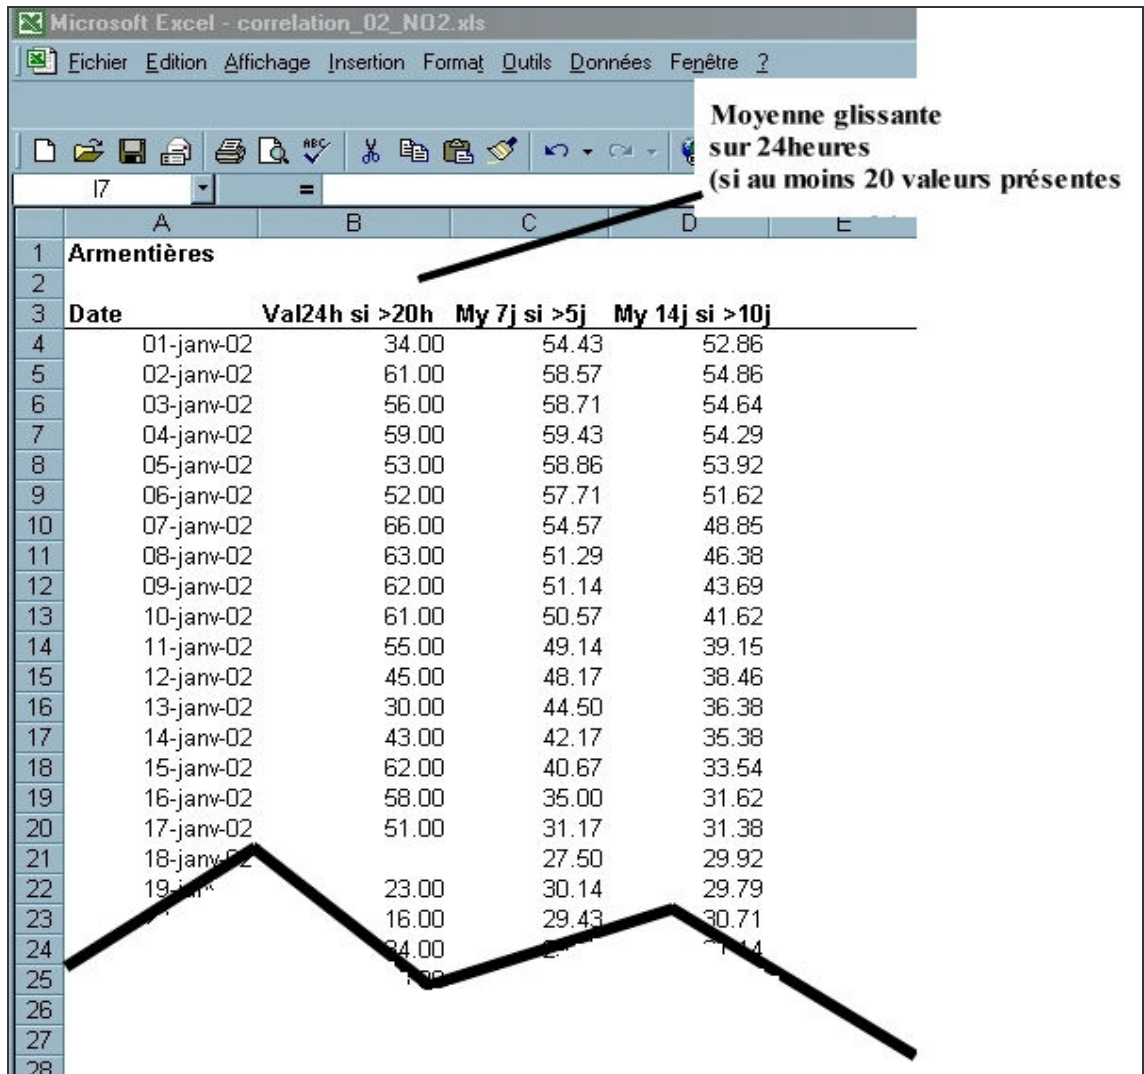 Microsoft Excel - correlation_02_NO2.xls
Fichier Edition Affichage Insertion Format Outils Données Fenêtre ?
Moyenne glissante
sur 24heures
(si au moins 20 valeurs présentes
ABC
I7 =
A B C D E
1 Armentières
2
3 Date Val24h si >20h My 7j si >5j My 14j si >10j
4 01-janv-02 34.00 54.43 52.86
5 02-janv-02 61.00 58.57 54.86
6 03-janv-02 56.00 58.71 54.64
7 04-janv-02 59.00 59.43 54.29
8 05-janv-02 53.00 58.86 53.92
9 06-janv-02 52.00 57.71 51.62
10 07-janv-02 66.00 54.57 48.85
11 08-janv-02 63.00 51.29 46.38
12 09-janv-02 62.00 51.14 43.69
13 10-janv-02 61.00 50.57 41.62
14 11-janv-02 55.00 49.14 39.15
15 12-janv-02 45.00 48.17 38.46
16 13-janv-02 30.00 44.50 36.38
17 14-janv-02 43.00 42.17 35.38
18 15-janv-02 62.00 40.67 33.54
19 16-janv-02 58.00 35.00 31.62
20 17-janv-02 51.00 31.17 31.38
21 18-janv-02 27.50 29.92
22 23.00 30.14 29.79
23 16.00 29.43 30.71
24
25
26
27
28